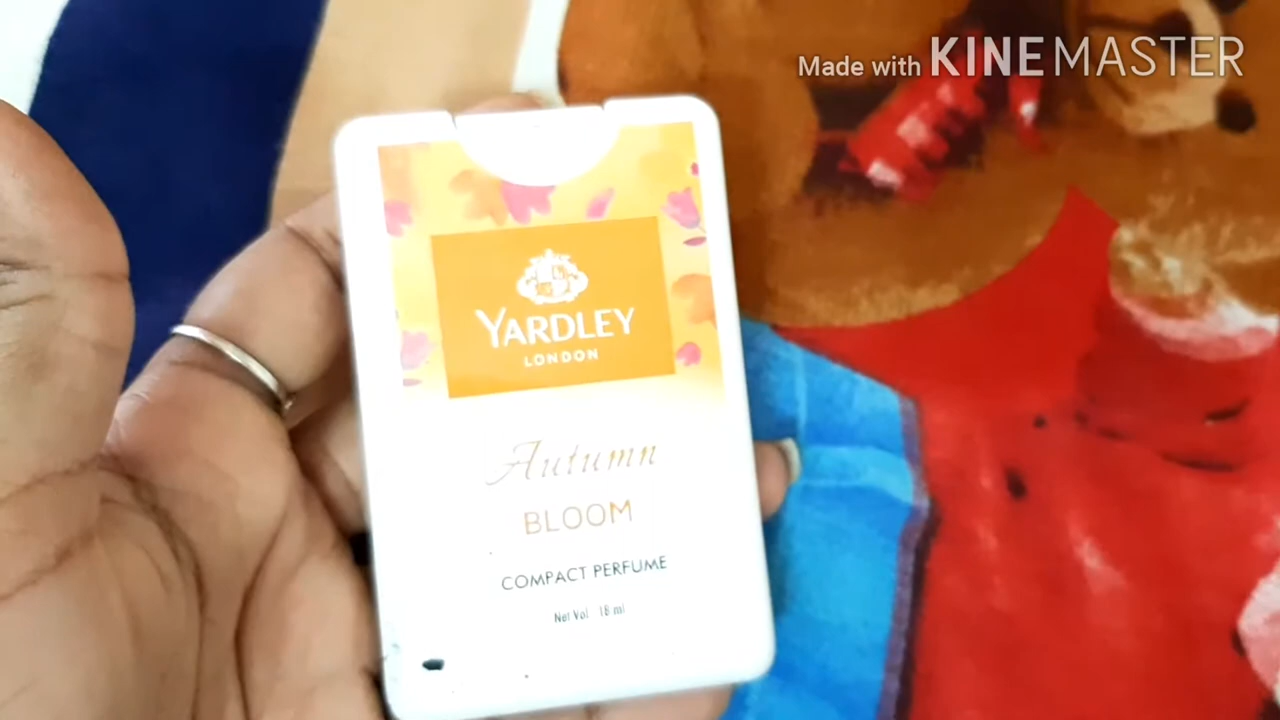 Made with KINEMASTER
YARDLEY
LONDON
Autumn
BLOOM
COMPACT PERFUME
Net Vol 18 ml